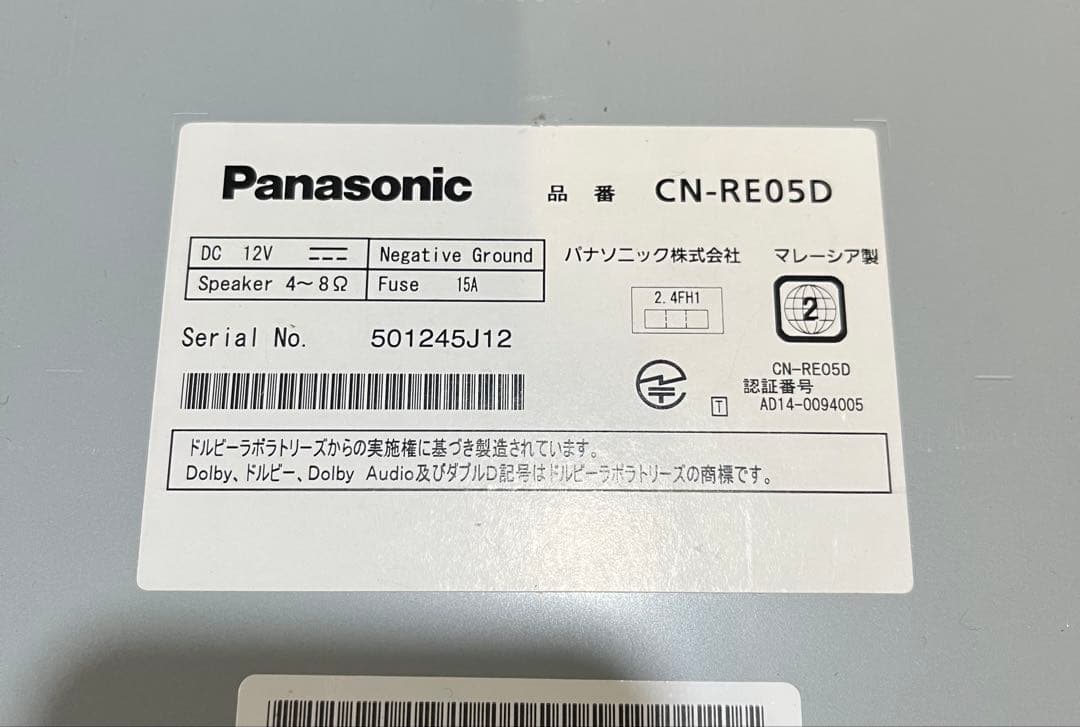 Panasonic 品番 CN-RE05D
DC 12V Negative Ground
Speaker 4～8Ω Fuse 15A
パナソニック株式会社 マレーシア製
2.4FH1
2
Serial No. 501245J12
CN-RE05D
認証番号
T AD14-0094005
ドルビーラボラトリーズからの実施権に基づき製造されています。
Dolby、ドルビー、Dolby Audio及びダブルD記号はドルビーラボラトリーズの商標です。